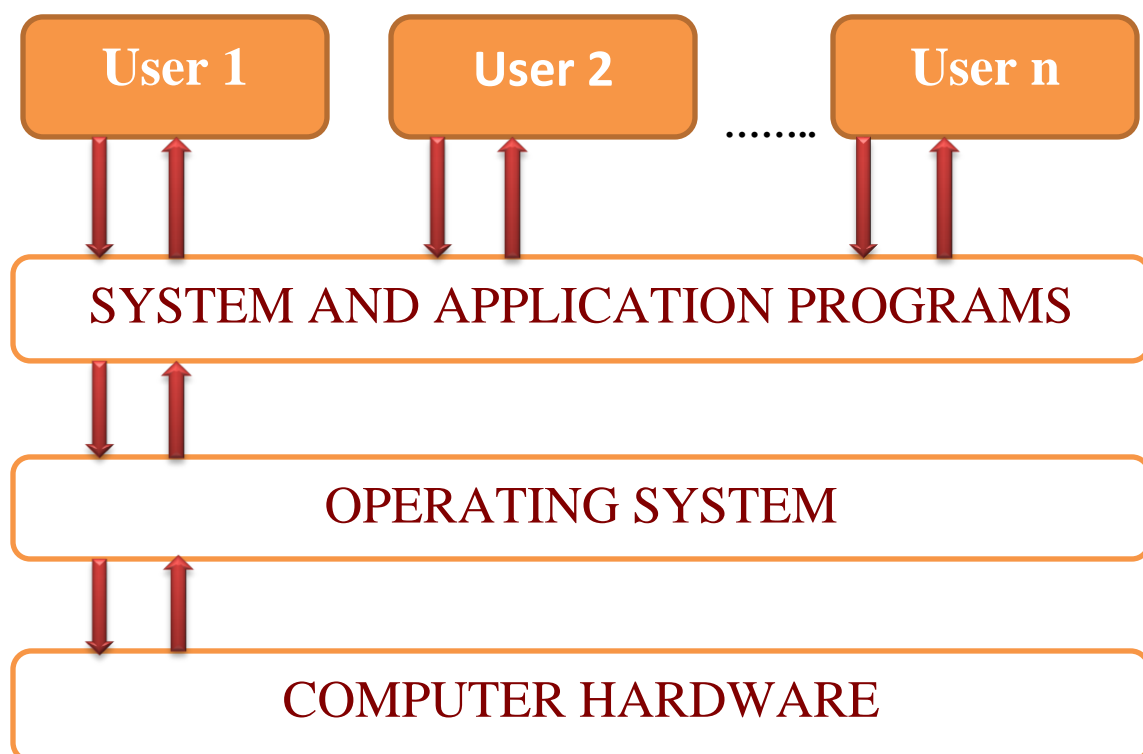 User 1 User 2 ........ User n
SYSTEM AND APPLICATION PROGRAMS
OPERATING SYSTEM
COMPUTER HARDWARE